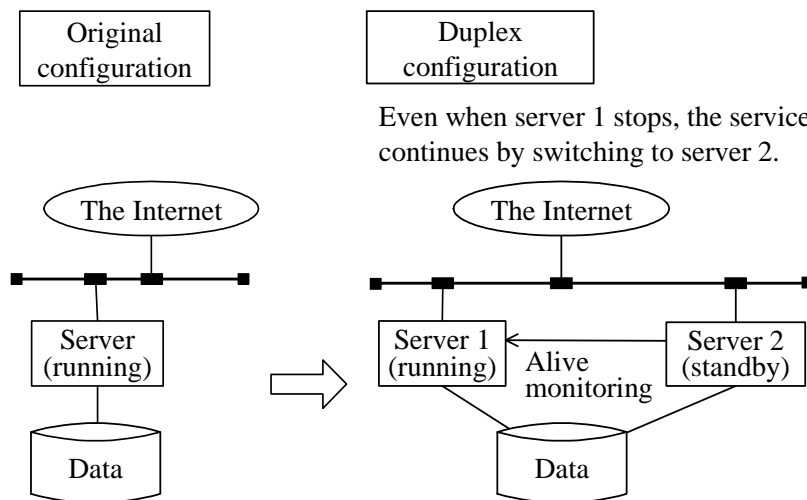 Original
configuration
Duplex
configuration
Even when server 1 stops, the service
continues by switching to server 2.
The Internet
The Internet
Server
(running)
Server 1
(running)
Alive
monitoring
Server 2
(standby)
Data
Data